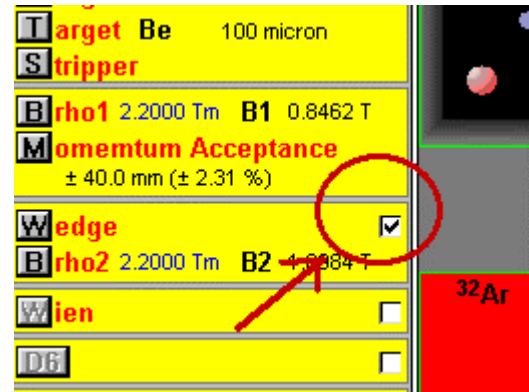 Target Be 100 micron
Stripper
Brho1 2.2000 Tm B1 0.8462 T
Momemtum Acceptance
± 40.0 mm (± 2.31 %)
Wedge
Brho2 2.2000 Tm B2
Wien
D6
32Ar